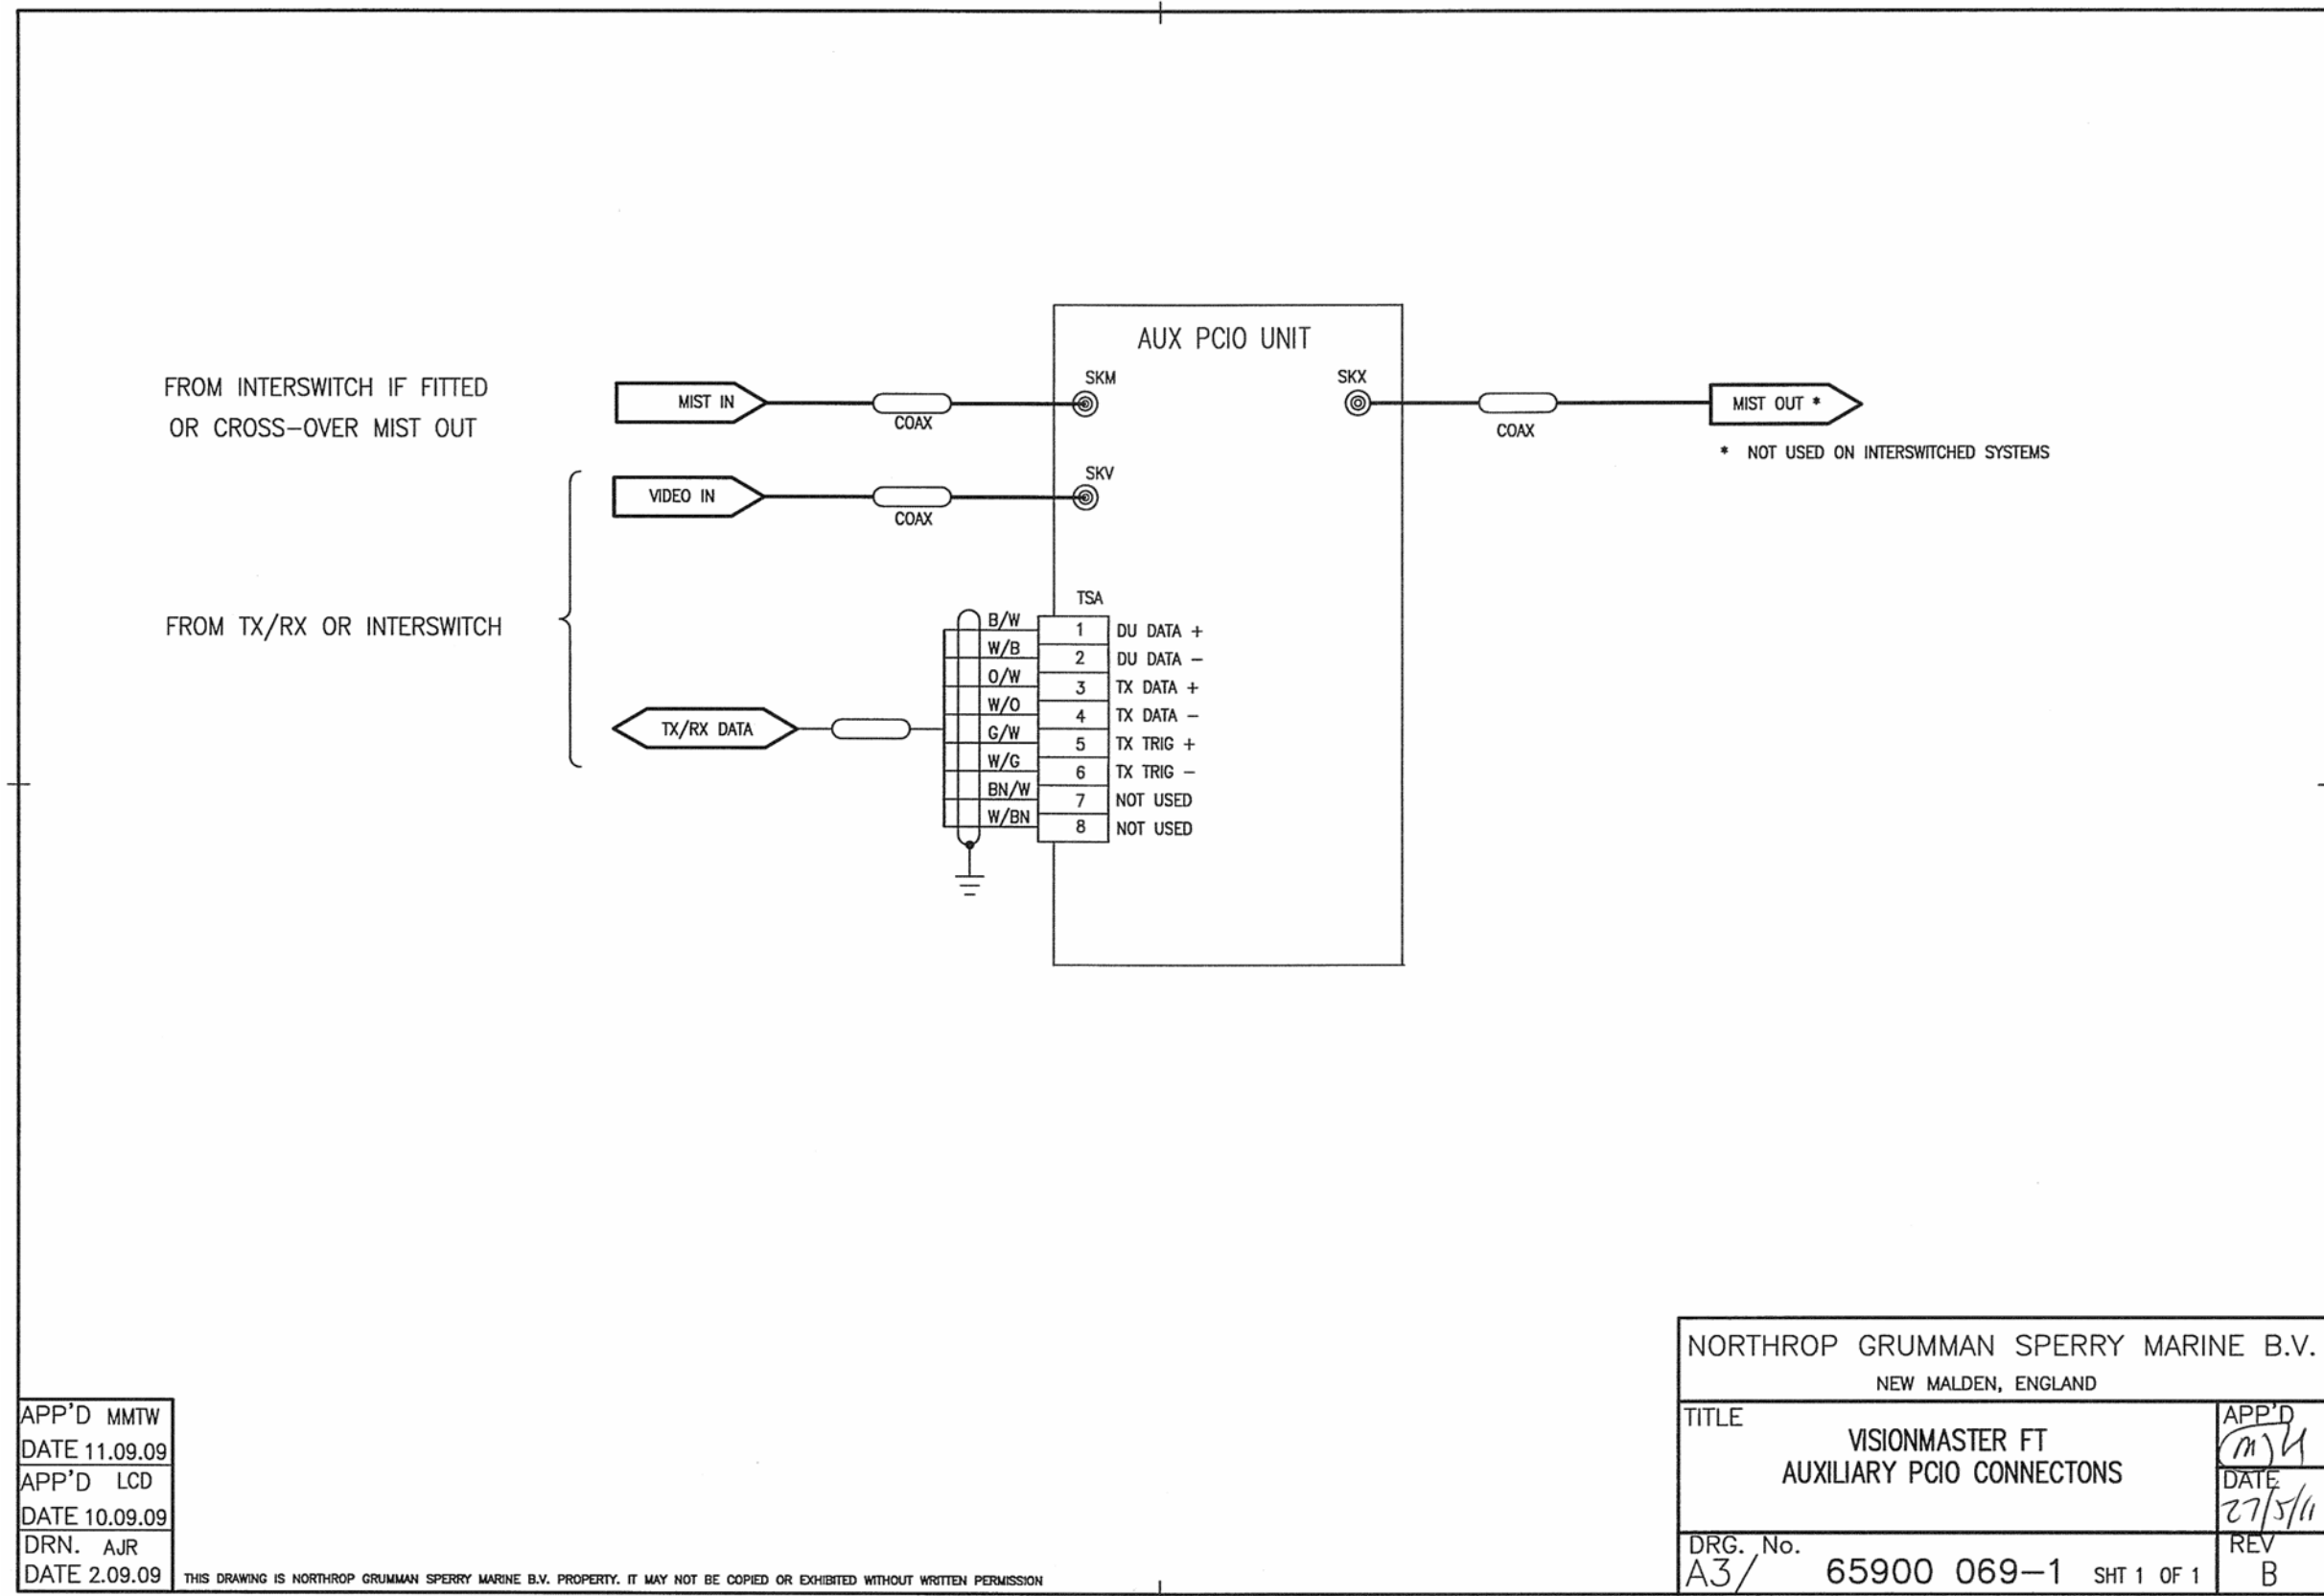 AUX PCIO UNIT
FROM INTERSWITCH IF FITTED
OR CROSS-OVER MIST OUT
MIST IN
COAX
SKM
SKX
COAX
MIST OUT *
* NOT USED ON INTERSWITCHED SYSTEMS
VIDEO IN
COAX
SKV
FROM TX/RX OR INTERSWITCH
TX/RX DATA
TSA
B/W 1 DU DATA +
W/B 2 DU DATA -
O/W 3 TX DATA +
W/O 4 TX DATA -
G/W 5 TX TRIG +
W/G 6 TX TRIG -
BN/W 7 NOT USED
W/BN 8 NOT USED
APP'D MMTW
DATE 11.09.09
APP'D LCD
DATE 10.09.09
DRN. AJR
DATE 2.09.09
THIS DRAWING IS NORTHROP GRUMMAN SPERRY MARINE B.V. PROPERTY. IT MAY NOT BE COPIED OR EXHIBITED WITHOUT WRITTEN PERMISSION
NORTHROP GRUMMAN SPERRY MARINE B.V.
NEW MALDEN, ENGLAND
TITLE
VISIONMASTER FT
AUXILIARY PCIO CONNECTONS
APP'D
DATE
27/5/11
DRG. No.
A3/ 65900 069-1 SHT 1 OF 1
REV
B